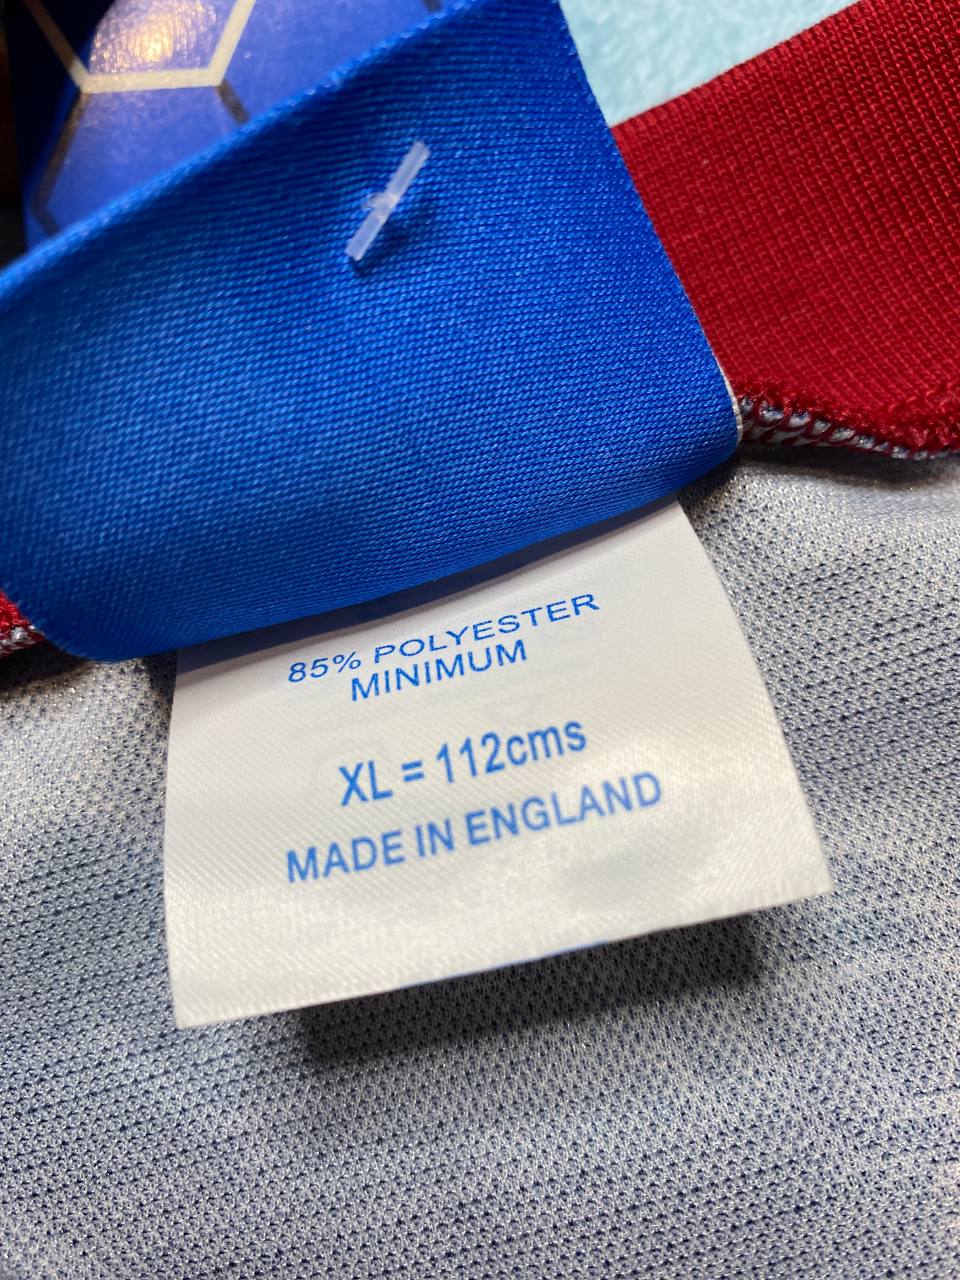 85% POLYESTER
MINIMUM
XL = 112cms
MADE IN ENGLAND